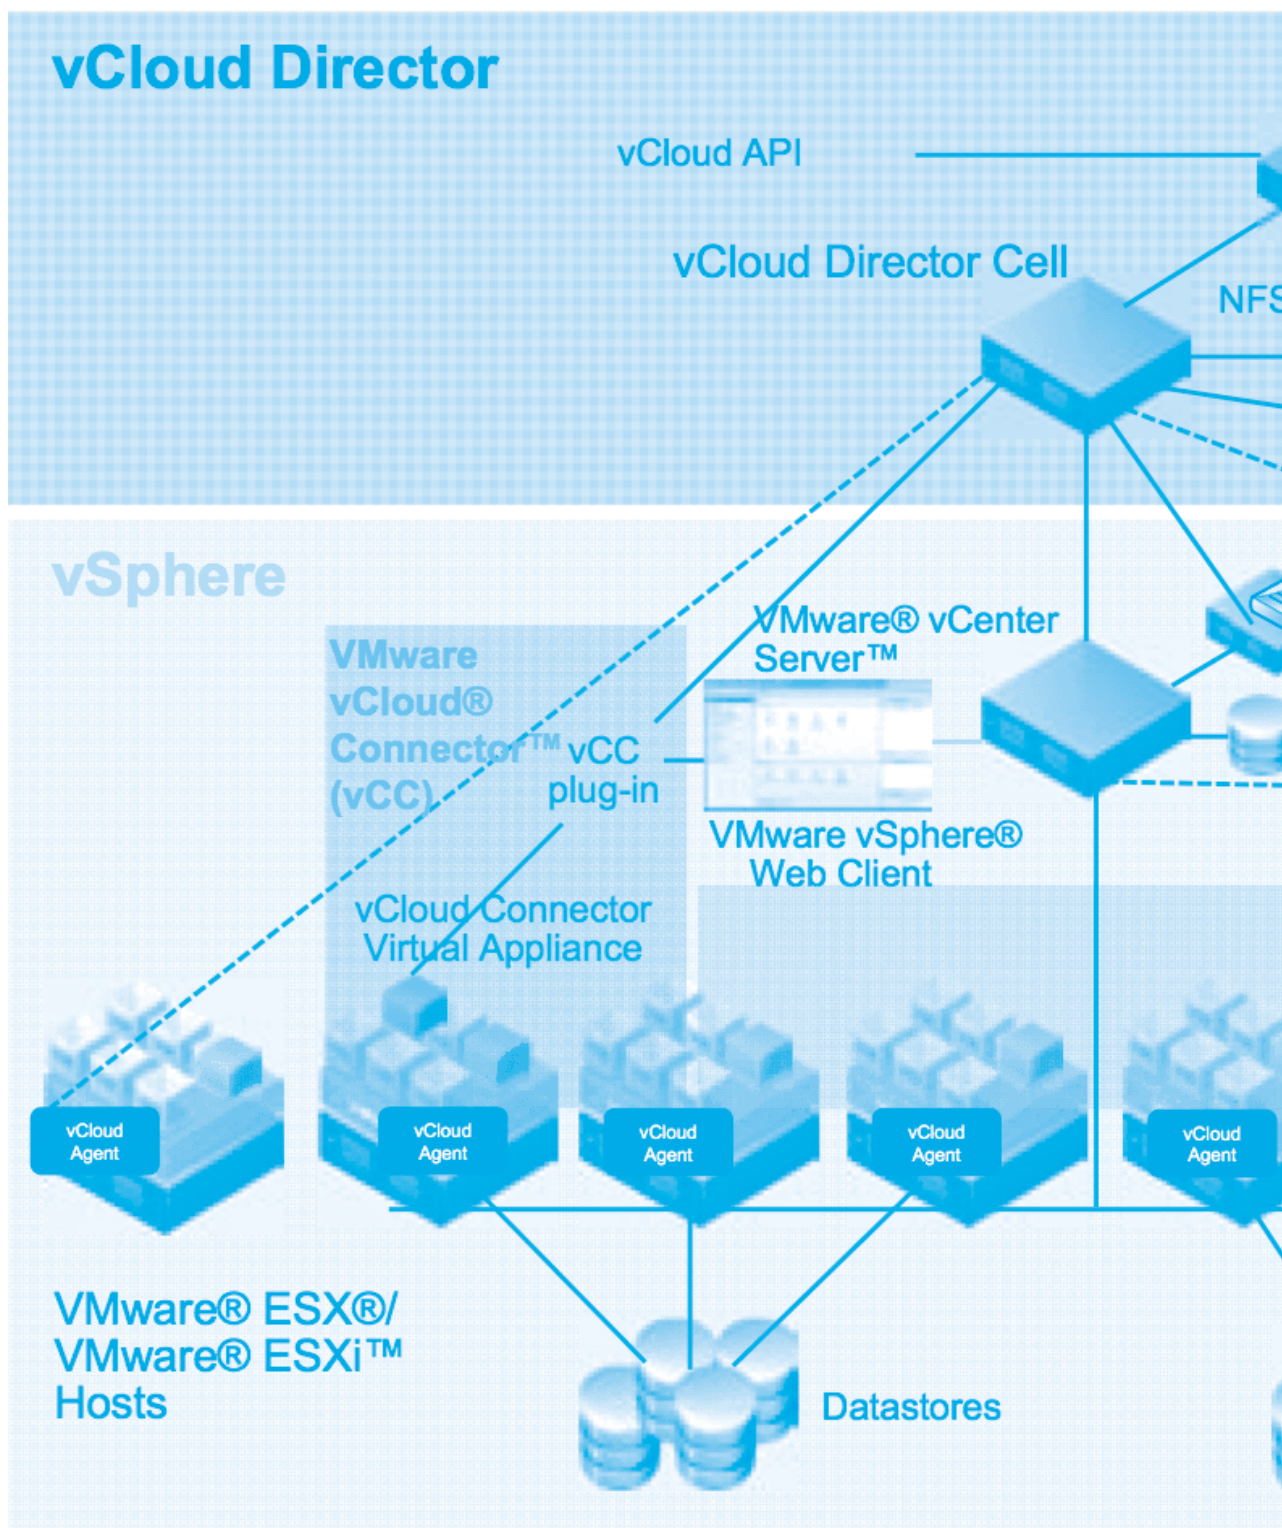 vCloud Director
vCloud API
vCloud Director Cell
NFS
vSphere
VMware® vCenter
Server™
VMware
vCloud®
Connector™
(vCC)
vCC
plug-in
VMware vSphere®
Web Client
vCloud Connector
Virtual Appliance
vCloud
Agent
vCloud
Agent
vCloud
Agent
vCloud
Agent
vCloud
Agent
VMware® ESX®/
VMware® ESXi™
Hosts
Datastores